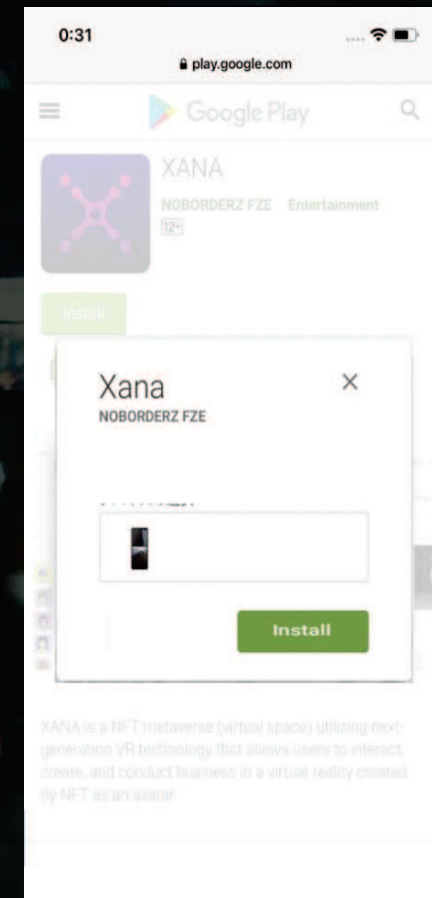 0:31
play.google.com
Google Play
XANA
NOBORDERZ FZE Entertainment
12+
Install
Xana
NOBORDERZ FZE
Install
XANA is a NFT metaverse (virtual space) utilizing next-
generation VR technology that allows users to interact,
create, and conduct business in a virtual reality created
by NFT as an avatar